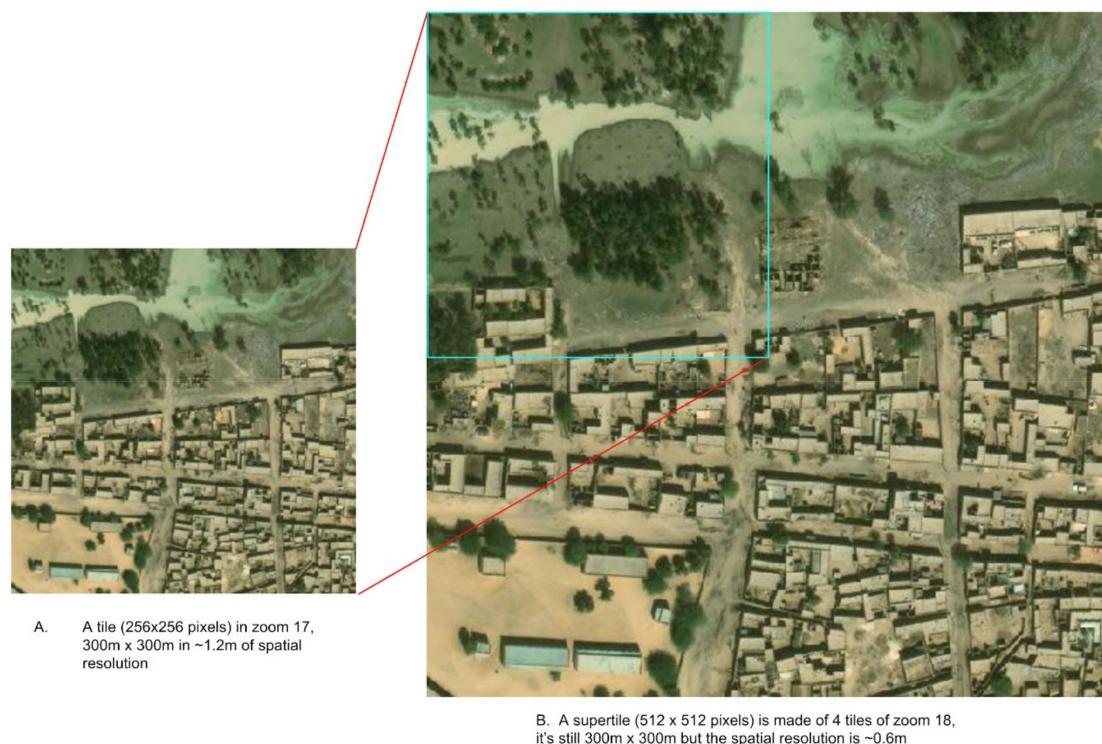 A. A tile (256x256 pixels) in zoom 17,
300m x 300m in ~1.2m of spatial
resolution
B. A supertile (512 x 512 pixels) is made of 4 tiles of zoom 18,
it's still 300m x 300m but the spatial resolution is ~0.6m